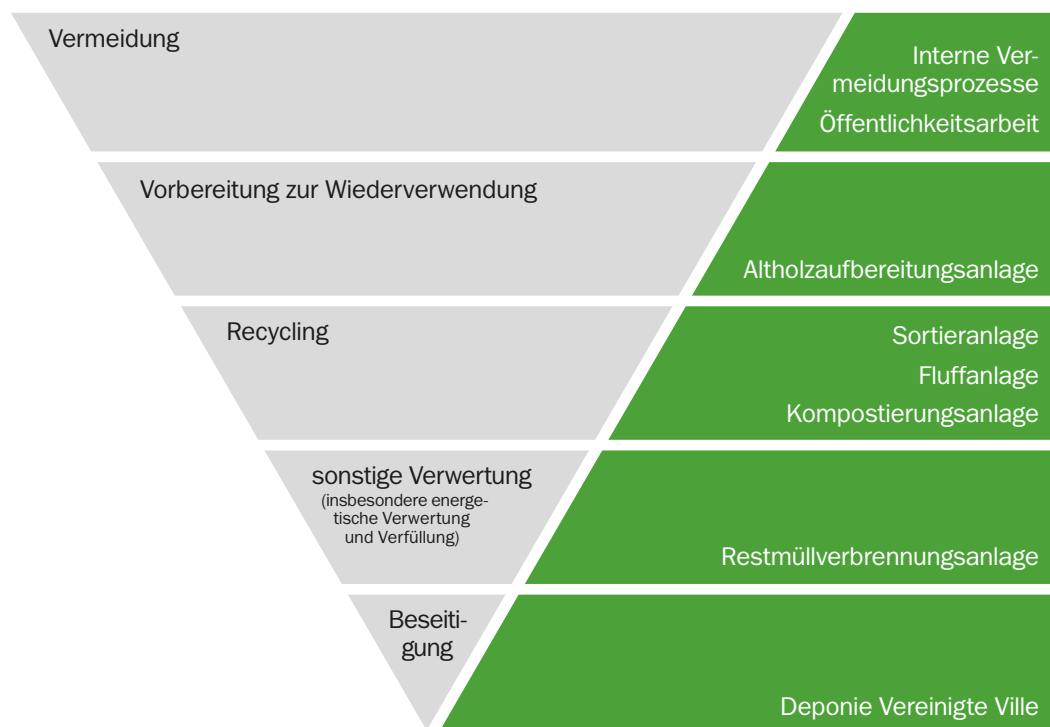 Vermeidung
Interne Ver-
meidungsprozesse
Öffentlichkeitsarbeit
Vorbereitung zur Wiederverwendung
Altholzaufbereitungsanlage
Recycling
Sortieranlage
Fluffanlage
Kompostierungsanlage
sonstige Verwertung
(insbesondere energe-
tische Verwertung
und Verfüllung)
Restmüllverbrennungsanlage
Beseiti-
gung
Deponie Vereinigte Ville